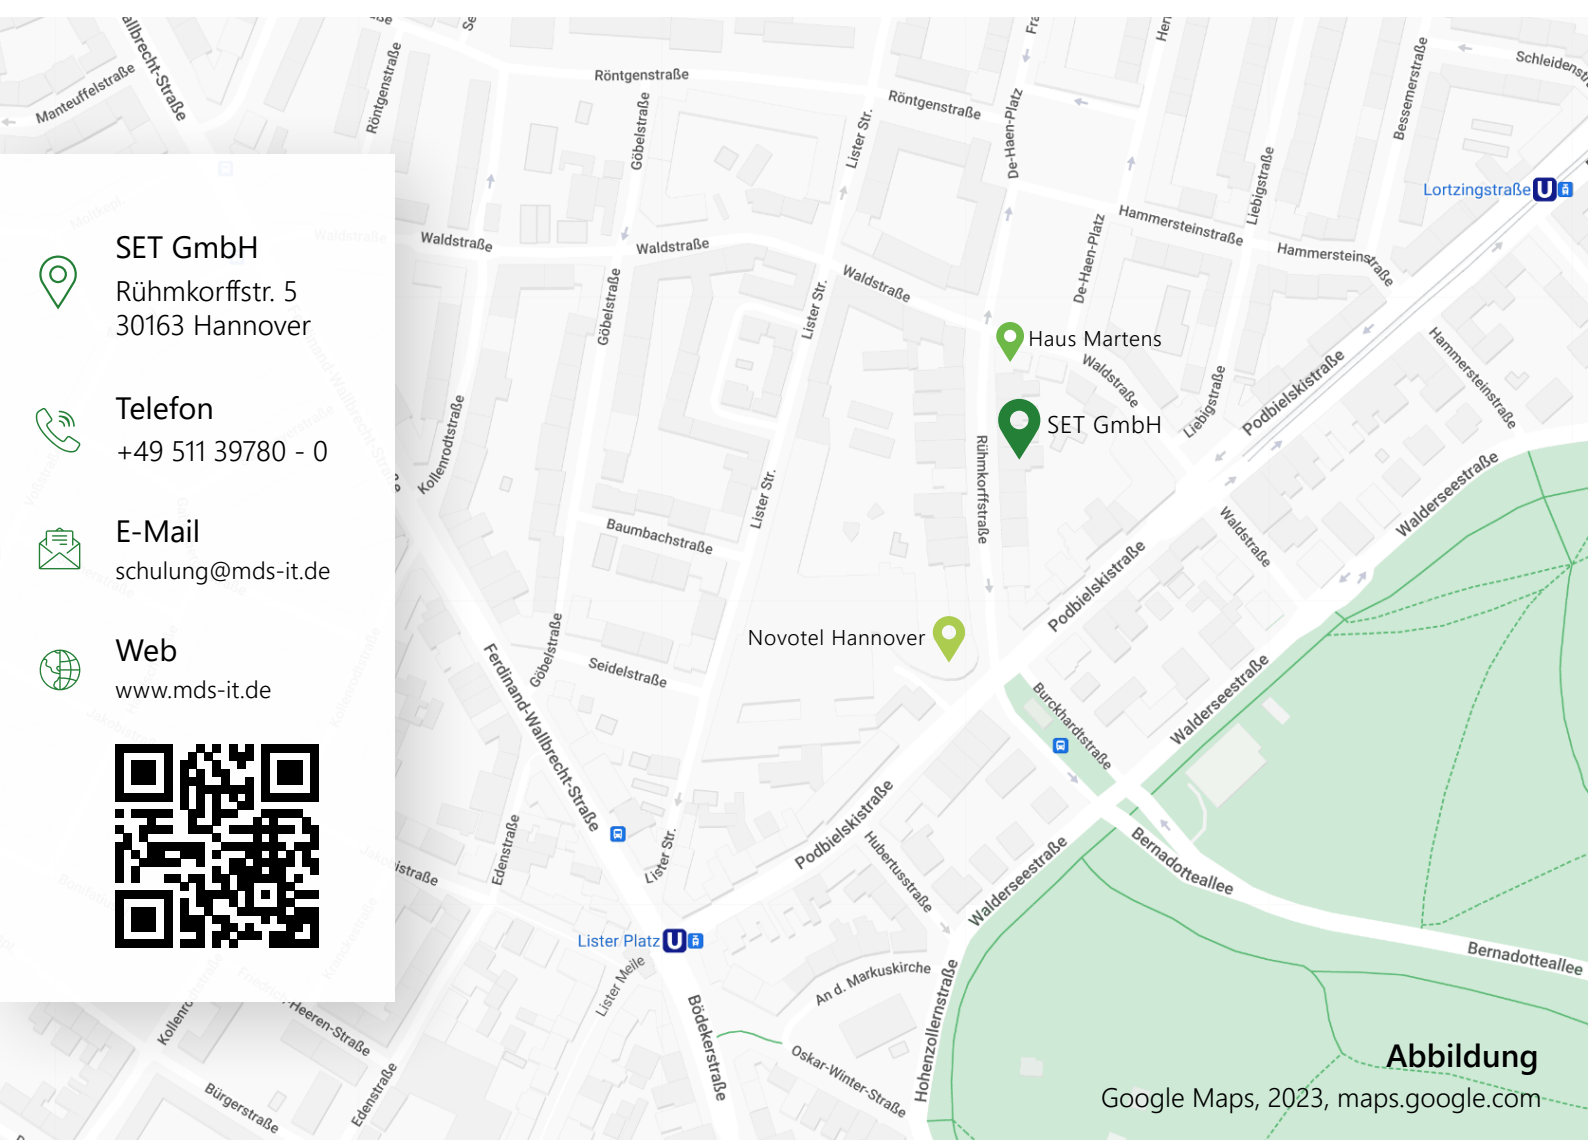 SET GmbH
Rühmkorffstr. 5
30163 Hannover
Telefon
+49 511 39780 - 0
E-Mail
schulung@mds-it.de
Web
www.mds-it.de
Manteuffelstraße
Röntgenstraße
Röntgenstraße
Röntgenstraße
Göbelstraße
Lister Str.
De-Haen-Platz
Bessemerstraße
Lortzingstraße
U
Liebigstraße
Hammersteinstraße
Hammersteinstraße
Waldstraße
Waldstraße
Waldstraße
De-Haen-Platz
Göbelstraße
Lister Str.
Haus Martens
Waldstraße
Liebigstraße
Podbielskistraße
Hammersteinstraße
SET GmbH
Kollenrodtstraße
Rühmkorffstraße
Lister Str.
Baumbachstraße
Waldstraße
Walderseestraße
Podbielskistraße
Novotel Hannover
Göbelstraße
Seidelstraße
Ferdinand-Wallbrecht-Straße
Burckhardtstraße
Walderseestraße
Podbielskistraße
Edenstraße
Lister Str.
Hubertusstraße
Walderseestraße
Bernadotteallee
Lister Platz
U
Lister Meile
An d. Markuskirche
Bernadotteallee
Bödekerstraße
Hohenzollernstraße
Oskar-Winter-Straße
Bürgerstraße
Edenstraße
Abbildung
Google Maps, 2023, maps.google.com